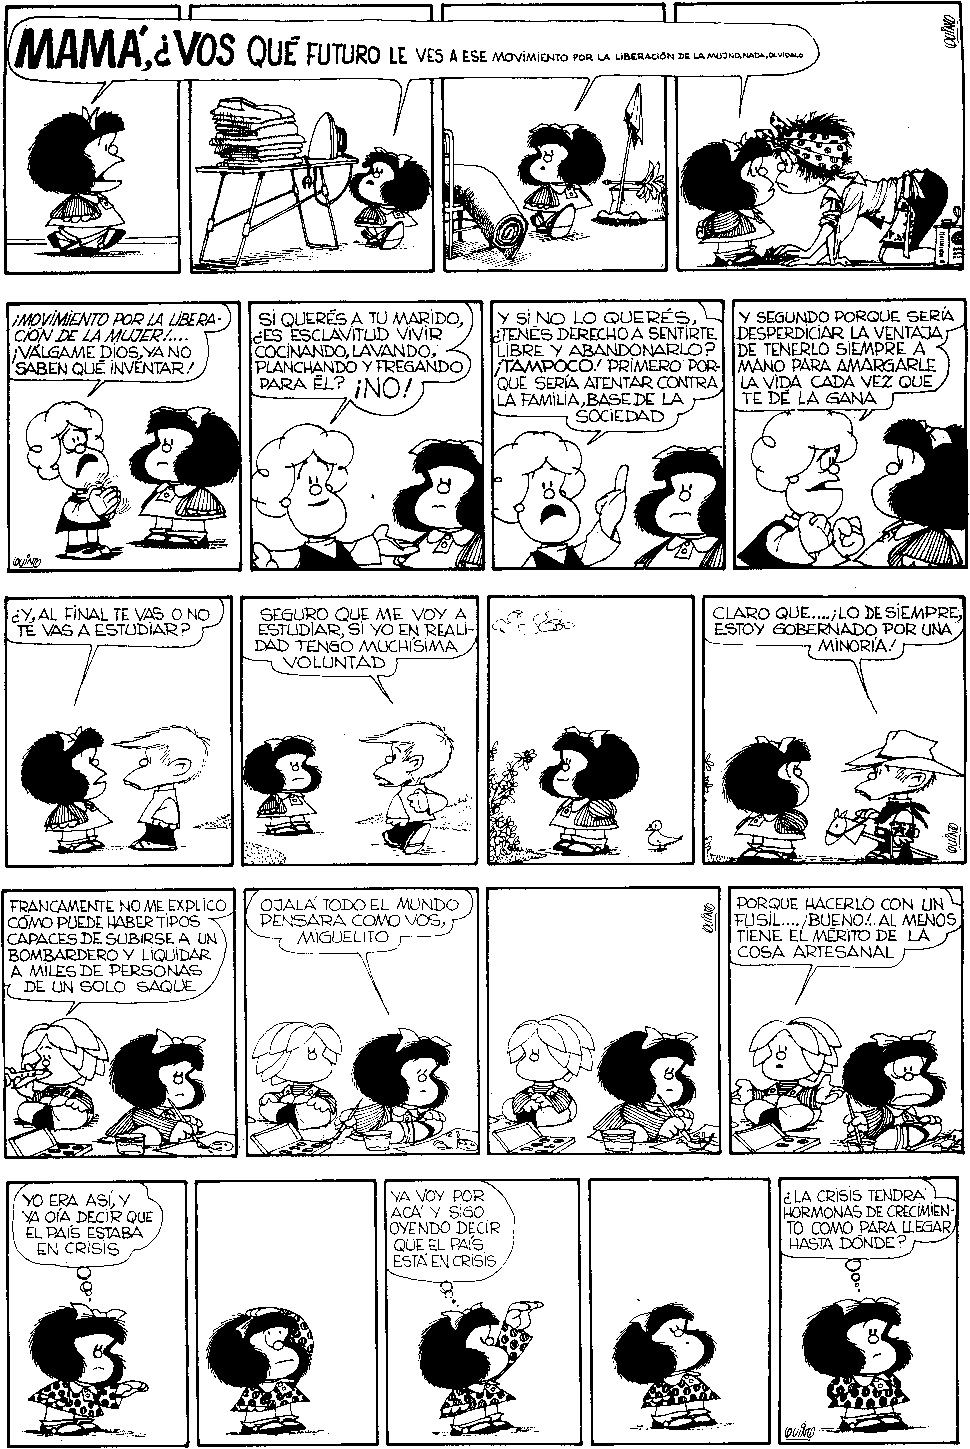 MAMÁ, ¿VOS QUÉ FUTURO LE VES A ESE MOVIMIENTO POR LA LIBERACIÓN DE LA MUJ NO, NADA, OLVIDALO
QUINO
¡MOVIMIENTO POR LA LIBERA-
CIÓN DE LA MUJER!....
¡VÁLGAME DIOS, YA NO
SABEN QUÉ INVENTAR!
QUINO
SI QUERÉS A TU MARIDO,
¿ES ESCLAVITUD VIVIR
COCINANDO, LAVANDO,
PLANCHANDO Y FREGANDO
PARA ÉL?
¡NO!
Y SI NO LO QUERÉS,
¿TENÉS DERECHO A SENTIRTE
LIBRE Y ABANDONARLO?
¡TAMPOCO! PRIMERO POR-
QUE SERÍA ATENTAR CONTRA
LA FAMILIA, BASE DE LA
SOCIEDAD
Y SEGUNDO PORQUE SERÍA
DESPERDICIAR LA VENTAJA
DE TENERLO SIEMPRE A
MANO PARA AMARGARLE
LA VIDA CADA VEZ QUE
TE DÉ LA GANA
¿Y, AL FINAL TE VAS O NO
TE VAS A ESTUDIAR?
SEGURO QUE ME VOY A
ESTUDIAR, SI YO EN REALI-
DAD TENGO MUCHÍSIMA
VOLUNTAD
CLARO QUE....¡LO DE SIEMPRE,
ESTOY GOBERNADO POR UNA
MINORÍA!
QUINO
FRANCAMENTE NO ME EXPLICO
CÓMO PUEDE HABER TIPOS
CAPACES DE SUBIRSE A UN
BOMBARDERO Y LIQUIDAR
A MILES DE PERSONAS
DE UN SOLO SAQUE
OJALÁ TODO EL MUNDO
PENSARA COMO VOS,
MIGUELITO
QUINO
PORQUE HACERLO CON UN
FUSIL...., ¡BUENO!. AL MENOS
TIENE EL MÉRITO DE LA
COSA ARTESANAL
YO ERA ASÍ, Y
YA OÍA DECIR QUE
EL PAÍS ESTABA
EN CRISIS
YA VOY POR
ACÁ Y SIGO
OYENDO DECIR
QUE EL PAÍS
ESTÁ EN CRISIS
¿LA CRISIS TENDRÁ
HORMONAS DE CRECIMIEN-
TO COMO PARA LLEGAR
HASTA DÓNDE?
QUINO